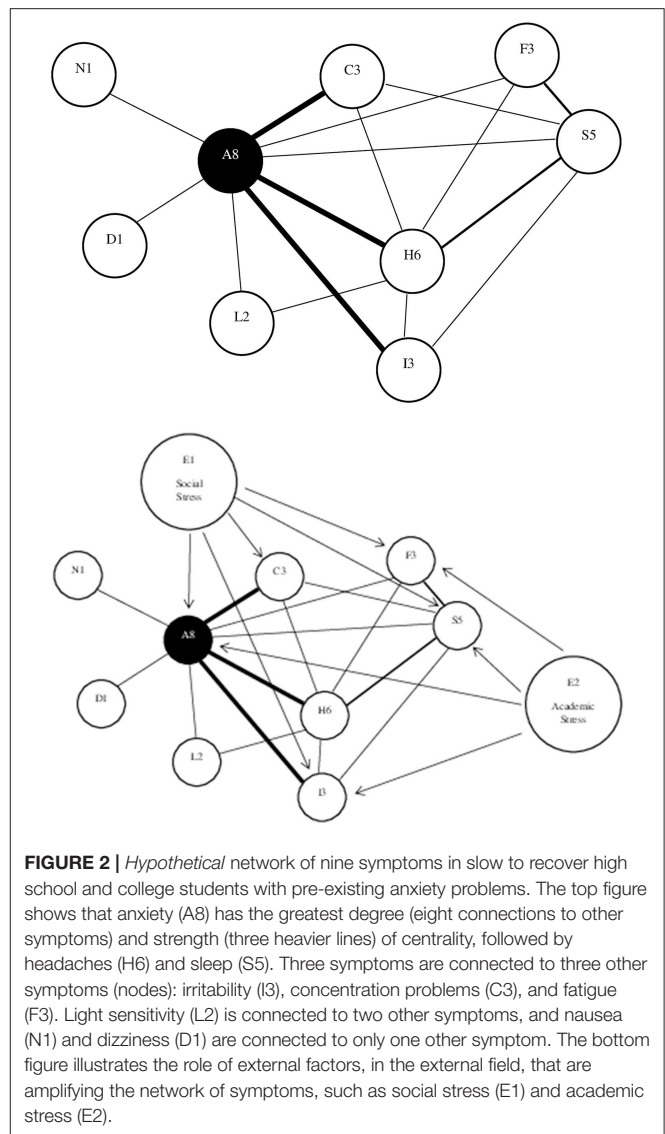 F3
C3
N1
S5
A8
D1
H6
L2
I3
E1
Social
Stress
F3
C3
N1
S5
A8
E2
Academic
Stress
D1
H6
L2
I3
FIGURE 2 | Hypothetical network of nine symptoms in slow to recover high
school and college students with pre-existing anxiety problems. The top figure
shows that anxiety (A8) has the greatest degree (eight connections to other
symptoms) and strength (three heavier lines) of centrality, followed by
headaches (H6) and sleep (S5). Three symptoms are connected to three other
symptoms (nodes): irritability (I3), concentration problems (C3), and fatigue
(F3). Light sensitivity (L2) is connected to two other symptoms, and nausea
(N1) and dizziness (D1) are connected to only one other symptom. The bottom
figure illustrates the role of external factors, in the external field, that are
amplifying the network of symptoms, such as social stress (E1) and academic
stress (E2).